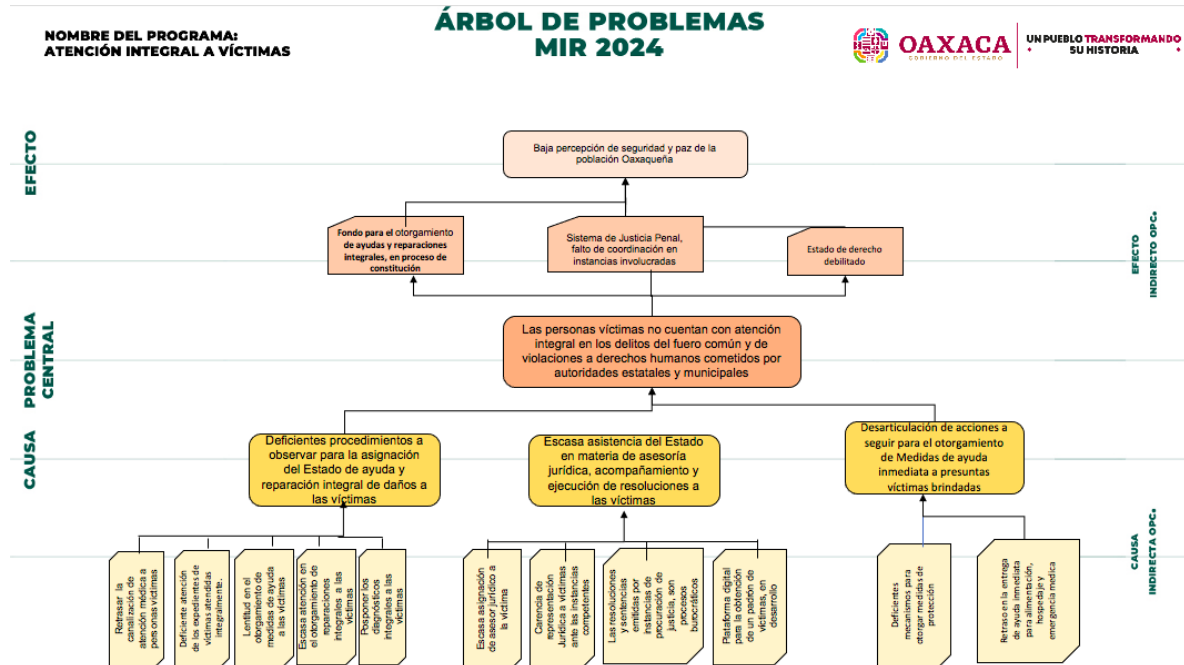 NOMBRE DEL PROGRAMA:
ATENCIÓN INTEGRAL A VÍCTIMAS
ÁRBOL DE PROBLEMAS
MIR 2024
OAXACA
GOBIERNO DEL ESTADO
UN PUEBLO TRANSFORMANDO
SU HISTORIA
EFECTO
Baja percepción de seguridad y paz de la
población Oaxaqueña
Fondo para el otorgamiento
de ayudas y reparaciones
integrales, en proceso de
constitución
Sistema de Justicia Penal,
falto de coordinación en
instancias involucradas
Estado de derecho
debilitado
EFECTO
INDIRECTO OPC.
PROBLEMA
CENTRAL
Las personas víctimas no cuentan con atención
integral en los delitos del fuero común y de
violaciones a derechos humanos cometidos por
autoridades estatales y municipales
CAUSA
Deficientes procedimientos a
observar para la asignación
del Estado de ayuda y
reparación integral de daños a
las víctimas
Escasa asistencia del Estado
en materia de asesoría
jurídica, acompañamiento y
ejecución de resoluciones a
las víctimas
Desarticulación de acciones a
seguir para el otorgamiento
de Medidas de ayuda
inmediata a presuntas
víctimas brindadas
CAUSA
INDIRECTA OPC.
Retrasar la
canalización de
atención médica a
personas víctimas
Deficiente atención
de los expedientes de
víctimas atendidas
integralmente.
Lentitud en el
otorgamiento de
medidas de ayuda
a las víctimas
Escasa atención en
el otorgamiento de
reparaciones
integrales a las
víctimas
Posponer los
diagnósticos
integrales a las
víctimas
Escasa asignación
de asesor jurídico a
la víctima
Carencia de
representación
Jurídica a víctimas
ante las instancias
competentes
Las resoluciones
y sentencias
emitidas por
instancias de
procuración de
justicia, son
procesos
burocráticos
Plataforma digital
para la obtención
de un padrón de
víctimas, en
desarrollo
Deficientes
mecanismos para
otorgar medidas de
protección
Retraso en la entrega
de ayuda inmediata
para alimentación,
hospedaje y
emergencia medica